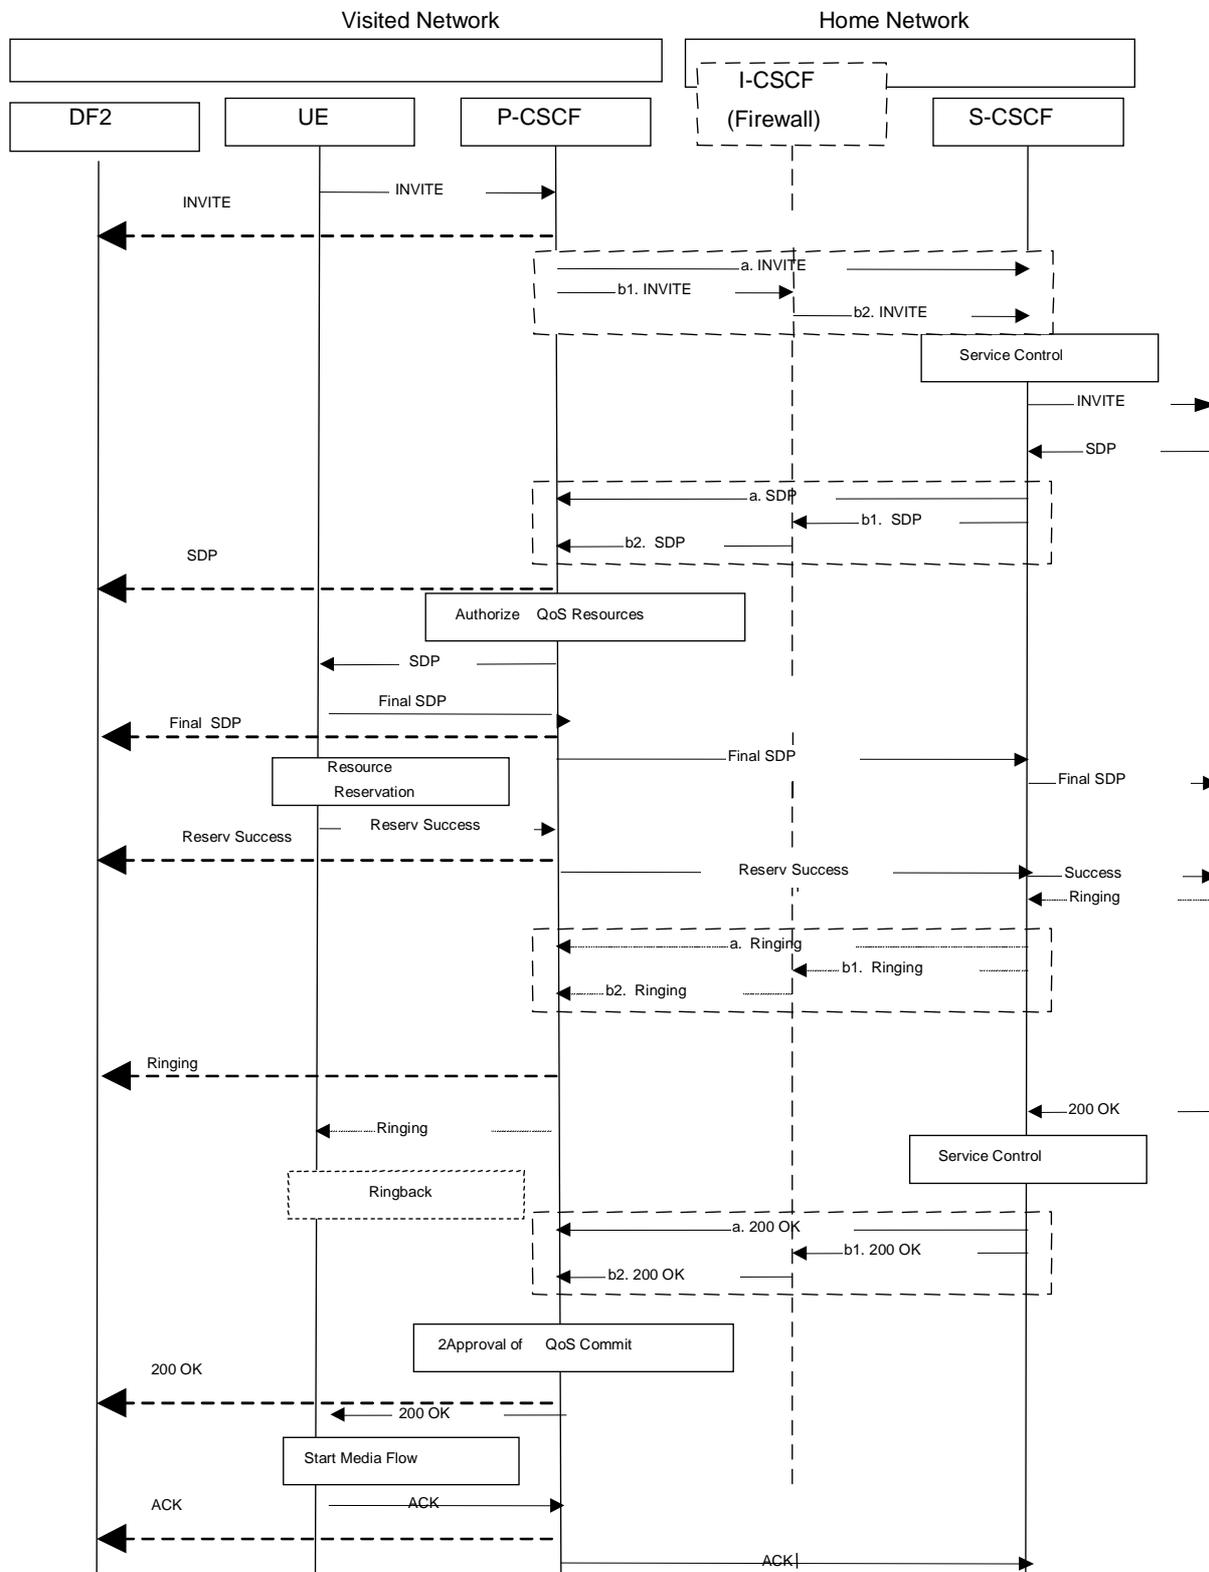 Visited Network
Home Network
I-CSCF
(Firewall)
DF2
UE
P-CSCF
S-CSCF
INVITE
INVITE
a. INVITE
b1. INVITE
b2. INVITE
Service Control
INVITE
SDP
a. SDP
b1. SDP
b2. SDP
SDP
Authorize QoS Resources
SDP
Final SDP
Final SDP
Final SDP
Resource
Reservation
Final SDP
Reserv Success
Reserv Success
Reserv Success
Success
Ringing
a. Ringing
b1. Ringing
b2. Ringing
Ringing
200 OK
Ringing
Service Control
Ringback
a. 200 OK
b1. 200 OK
b2. 200 OK
2Approval of QoS Commit
200 OK
200 OK
Start Media Flow
ACK
ACK
ACK